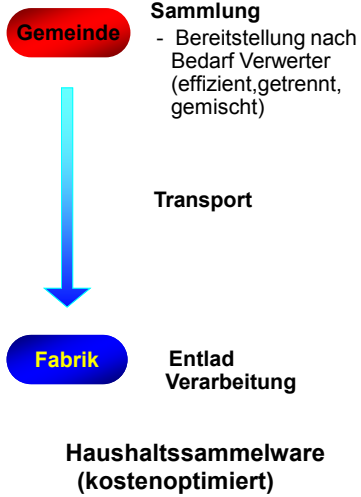 Sammlung
Gemeinde
- Bereitstellung nach
Bedarf Verwerter
(effizient,getrennt,
gemischt)
Transport
Fabrik
Entlad
Verarbeitung
Haushaltssammelware
(kostenoptimiert)